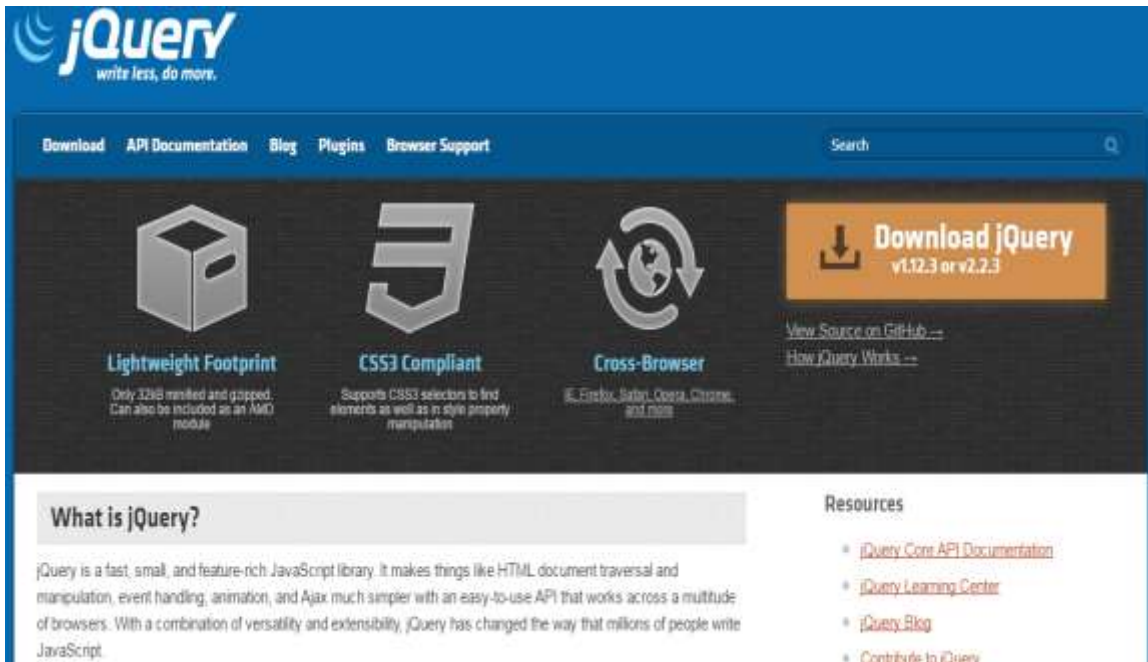 jQuery
write less, do more.
Download API Documentation Blog Plugins Browser Support
Search
Lightweight Footprint
Only 32kB minified and gzipped.
Can also be included as an AMD
module
CSS3 Compliant
Supports CSS3 selectors to find
elements as well as in style property
manipulation
Cross-Browser
IE, Firefox, Safari, Opera, Chrome,
and more
Download jQuery
v1.12.3 or v2.2.3
View Source on GitHub →
How jQuery Works →
What is jQuery?
jQuery is a fast, small, and feature-rich JavaScript library. It makes things like HTML document traversal and
manipulation, event handling, animation, and Ajax much simpler with an easy-to-use API that works across a multitude
of browsers. With a combination of versatility and extensibility, jQuery has changed the way that millions of people write
JavaScript.
Resources
jQuery Core API Documentation
jQuery Learning Center
jQuery Blog
Contribute to jQuery